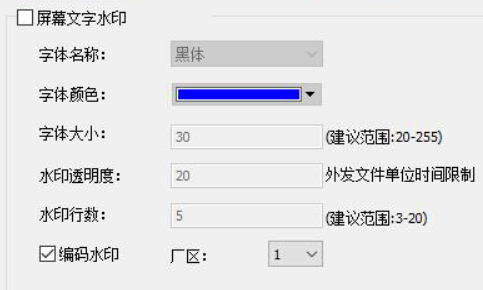 屏幕文字水印
字体名称： 黑体
字体颜色：
字体大小： 30 (建议范围:20-255)
水印透明度： 20 外发文件单位时间限制
水印行数： 5 (建议范围:3-20)
编码水印 厂区： 1